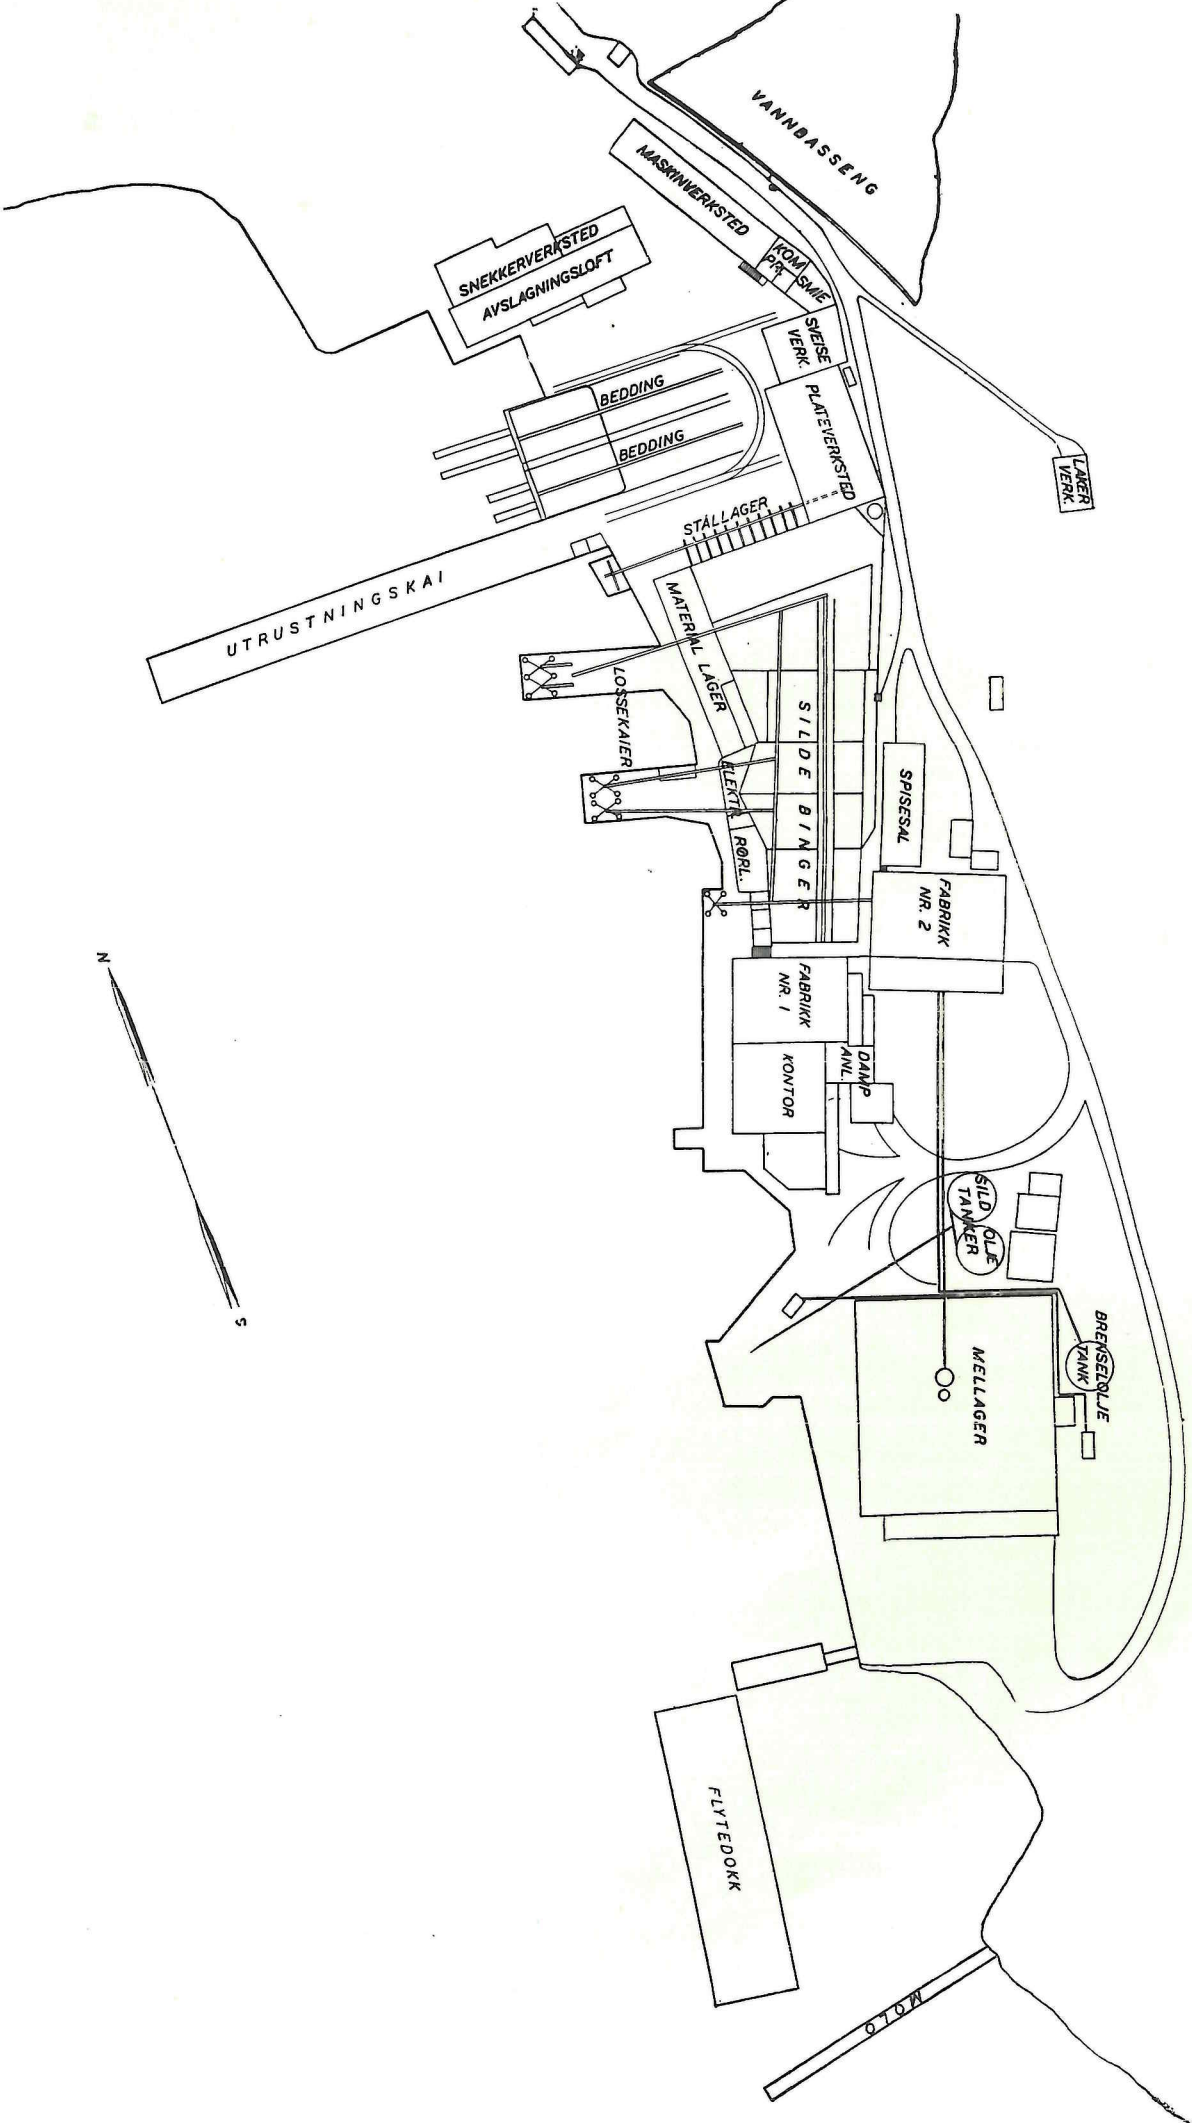 VANNBASSENG
MASKINVERKSTED
KOM
PR.
SMIE
SNEKKERVERKSTED
AVSLAGNINGSLOFT
SVEISE
VERK.
PLATEVERKSTED
BEDDING
BEDDING
LAKER
VERK.
STÅLLAGER
UTRUSTNINGSKAI
MATERIAL LAGER
LOSSEKAIER
SILDE BINGER
ELEKTR.
RØRL.
SPISESAL
FABRIKK
NR. 2
FABRIKK
NR. 1
KONTOR
DAMP
ANL.
N
S
SILD OLJE
TANKER
BRENSELOLJE
TANK
MELLAGER
FLYTEDOKK
MOLO